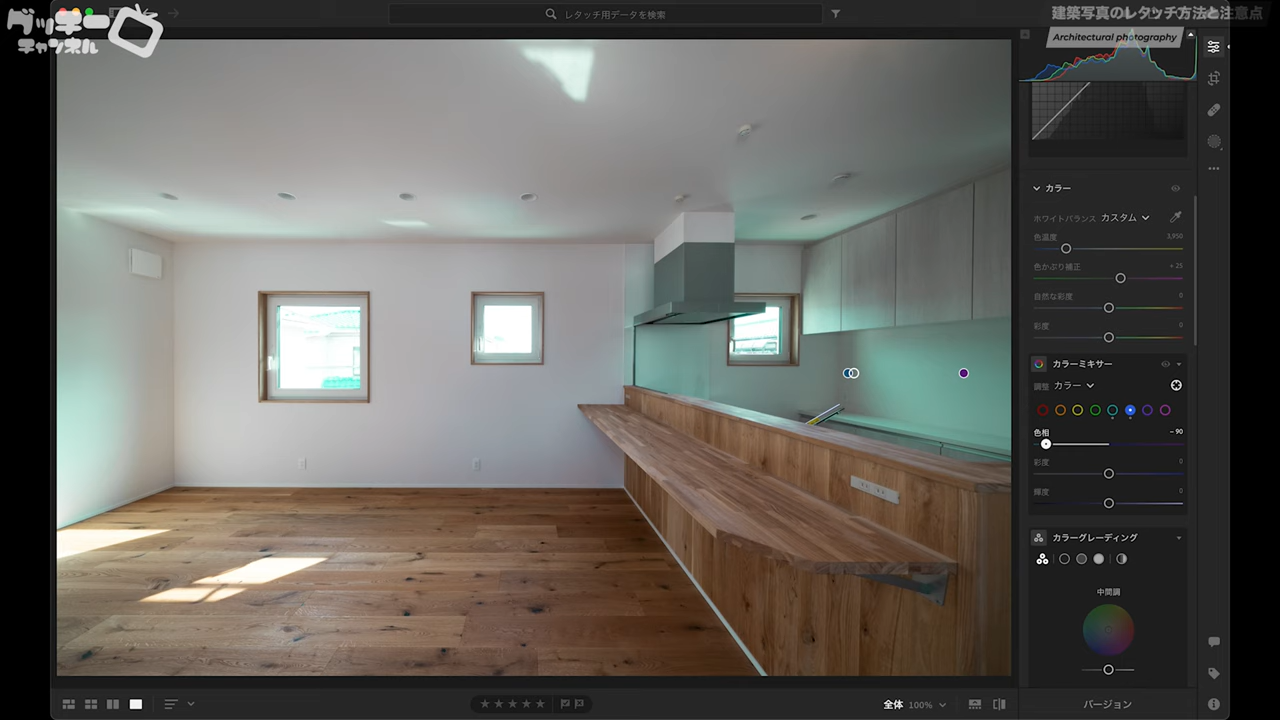 グッキー
チャンネル
レタッチ用データを検索
建築写真のレタッチ方法と注意点
Architectural photography
カラー
ホワイトバランス カスタム
色温度 3,950
色かぶり補正 + 25
自然な彩度 0
彩度 0
カラーミキサー
調整 カラー
色相 - 90
彩度 0
輝度 0
カラーグレーディング
中間調
全体 100%
バージョン